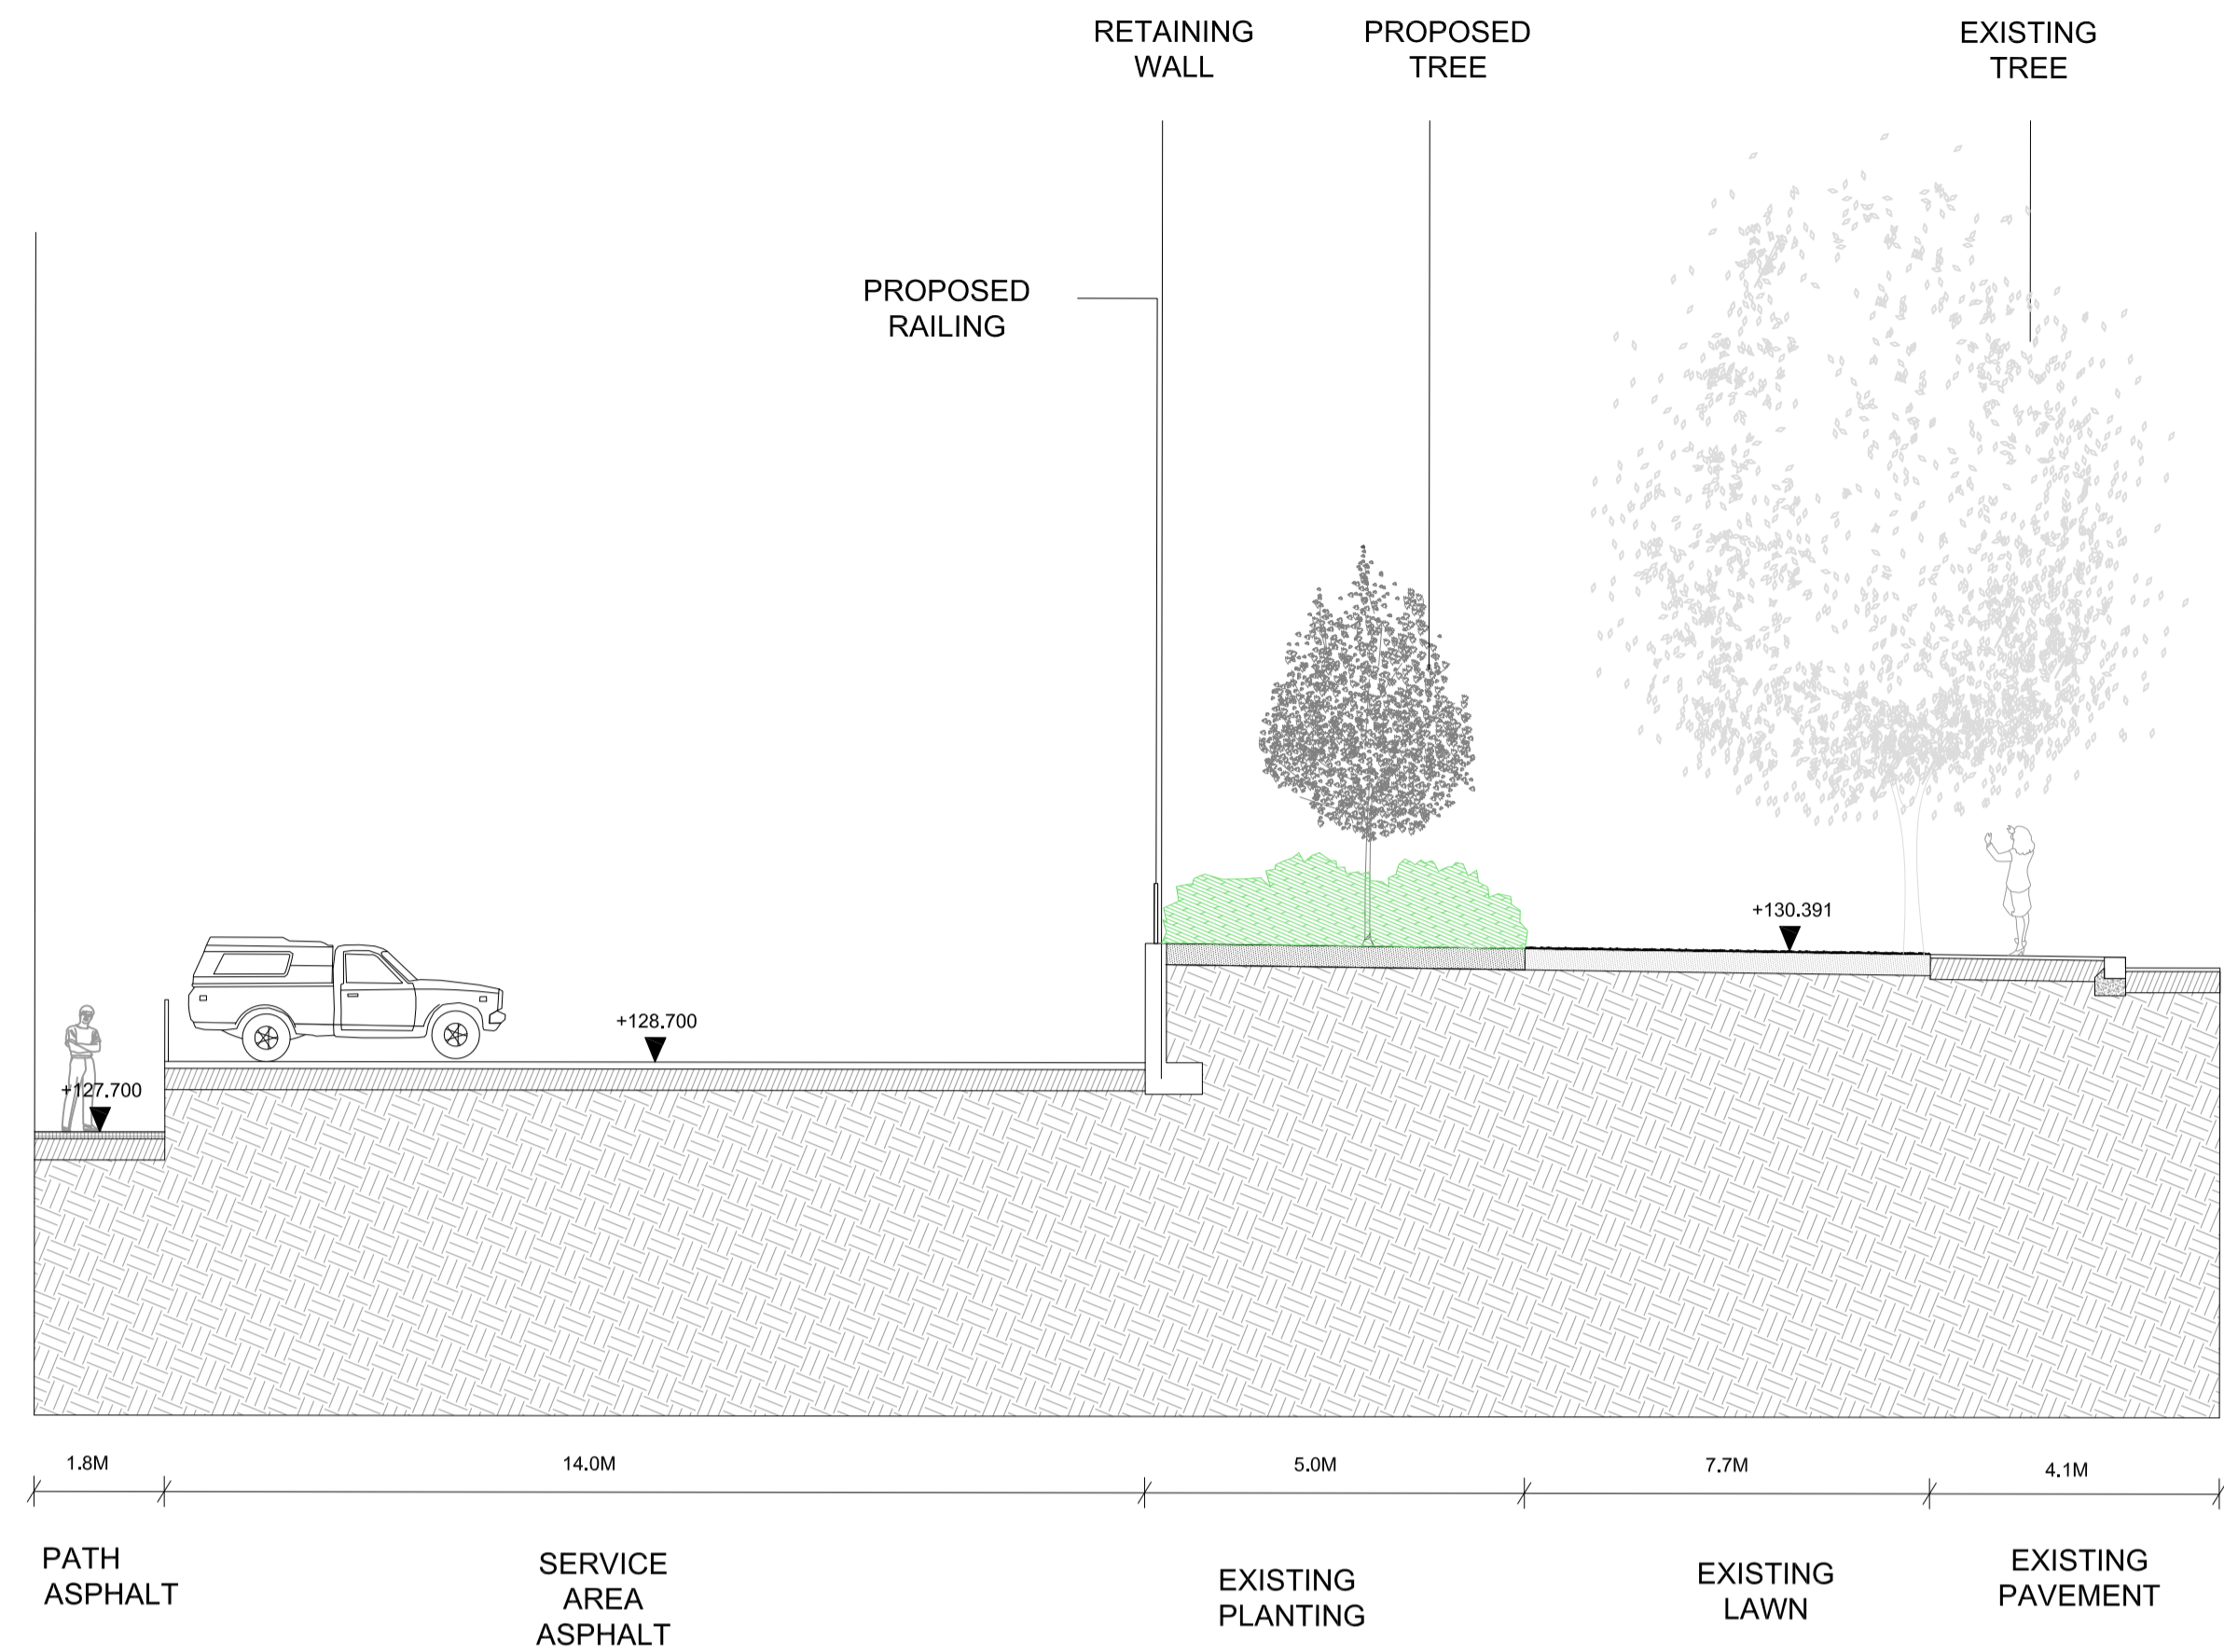 RETAINING
WALL
PROPOSED
TREE
EXISTING
TREE
PROPOSED
RAILING
+130.391
+128.700
+127.700
1.8M
14.0M
5.0M
7.7M
4.1M
PATH
ASPHALT
SERVICE
AREA
ASPHALT
EXISTING
PLANTING
EXISTING
LAWN
EXISTING
PAVEMENT